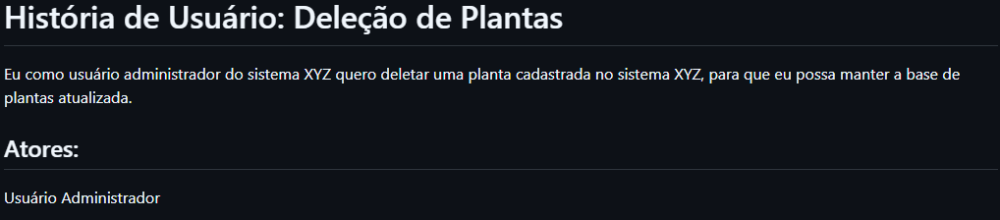 História de Usuário: Deleção de Plantas
Eu como usuário administrador do sistema XYZ quero deletar uma planta cadastrada no sistema XYZ, para que eu possa manter a base de
plantas atualizada.
Atores:
Usuário Administrador